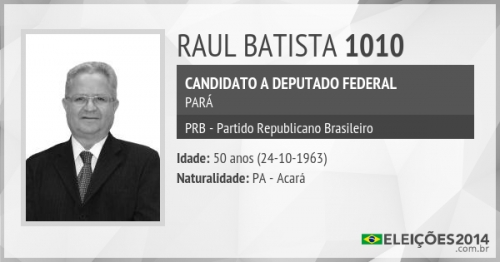 RAUL BATISTA 1010
CANDIDATO A DEPUTADO FEDERAL
PARÁ
PRB - Partido Republicano Brasileiro
Idade: 50 anos (24-10-1963)
Naturalidade: PA - Acará
ELEIÇÕES2014
.com.br